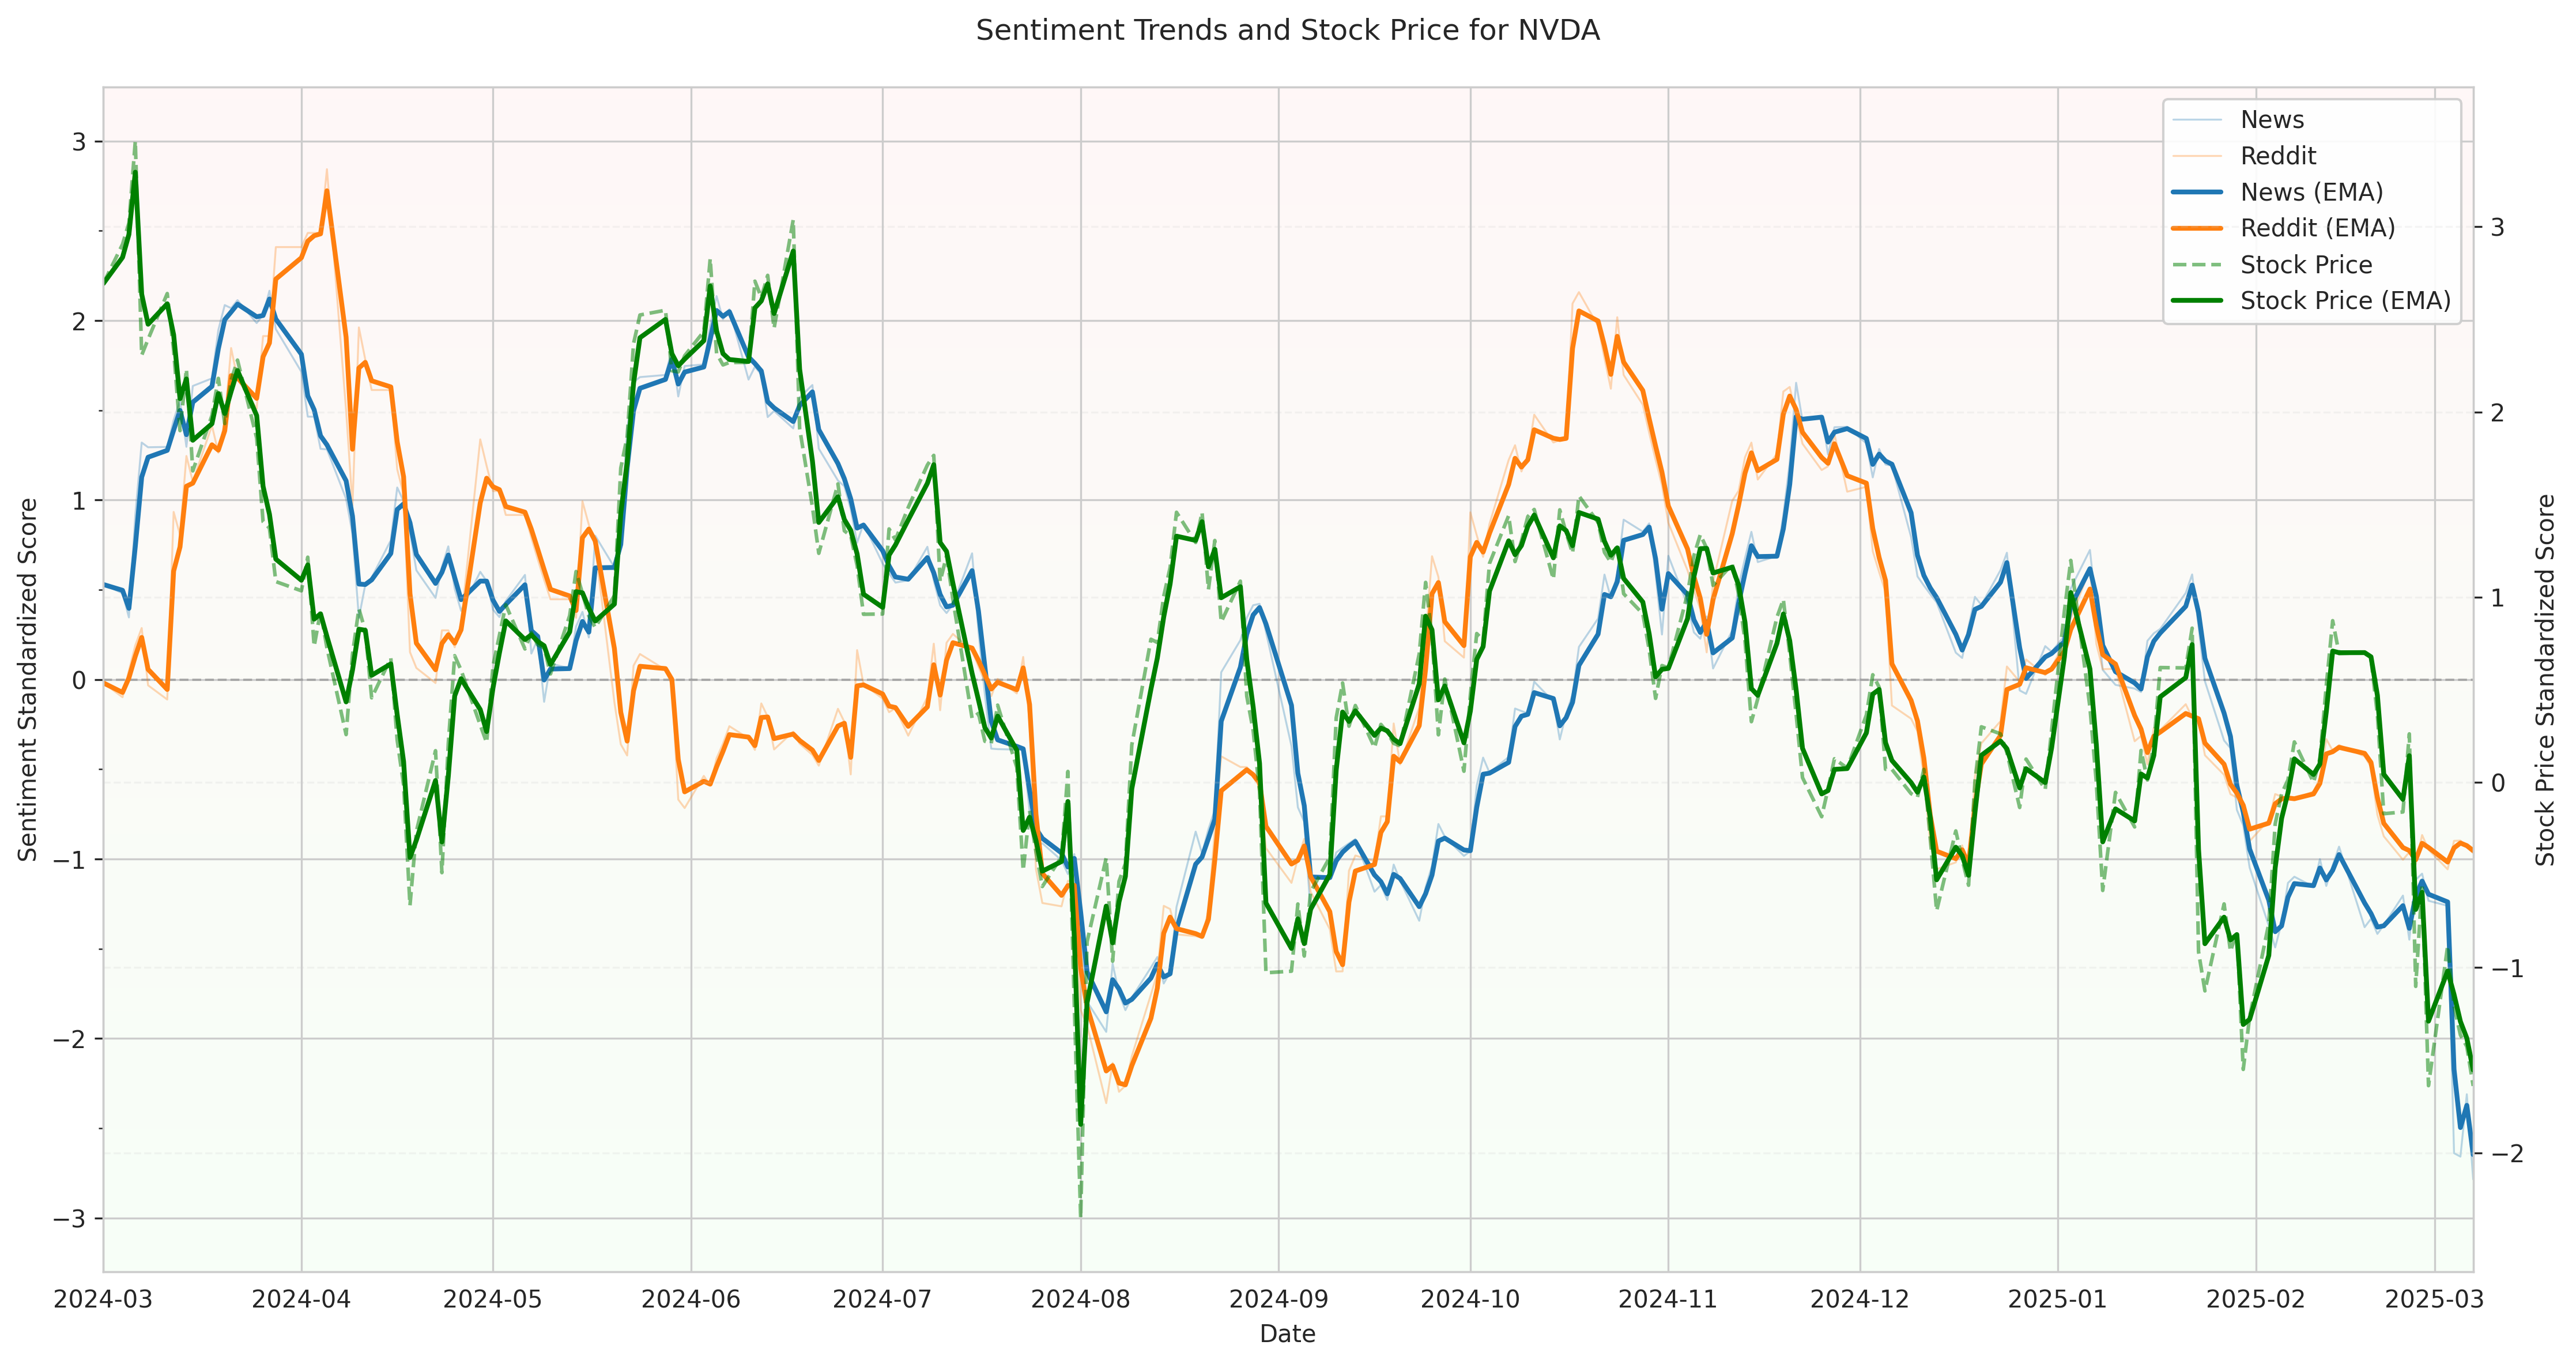 Sentiment Trends and Stock Price for NVDA
News
Reddit
News (EMA)
Reddit (EMA)
Stock Price
Stock Price (EMA)
Sentiment Standardized Score
3
2
1
0
−1
−2
−3
Stock Price Standardized Score
3
2
1
0
−1
−2
2024-03
2024-04
2024-05
2024-06
2024-07
2024-08
2024-09
2024-10
2024-11
2024-12
2025-01
2025-02
2025-03
Date